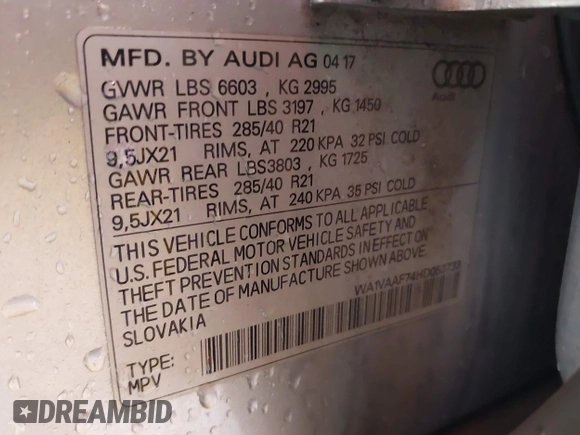 MFD. BY AUDI AG 04 17
GVWR LBS 6603 , KG 2995
GAWR FRONT LBS 3197 , KG 1450
FRONT-TIRES 285/40 R21
9,5JX21 RIMS, AT 220 KPA 32 PSI COLD
GAWR REAR LBS3803 , KG 1725
REAR-TIRES 285/40 R21
9,5JX21 RIMS, AT 240 KPA 35 PSI COLD
Audi
THIS VEHICLE CONFORMS TO ALL APPLICABLE
U.S. FEDERAL MOTOR VEHICLE SAFETY AND
THEFT PREVENTION STANDARDS IN EFFECT ON
THE DATE OF MANUFACTURE SHOWN ABOVE.
SLOVAKIA
TYPE:
MPV
DREAMBID